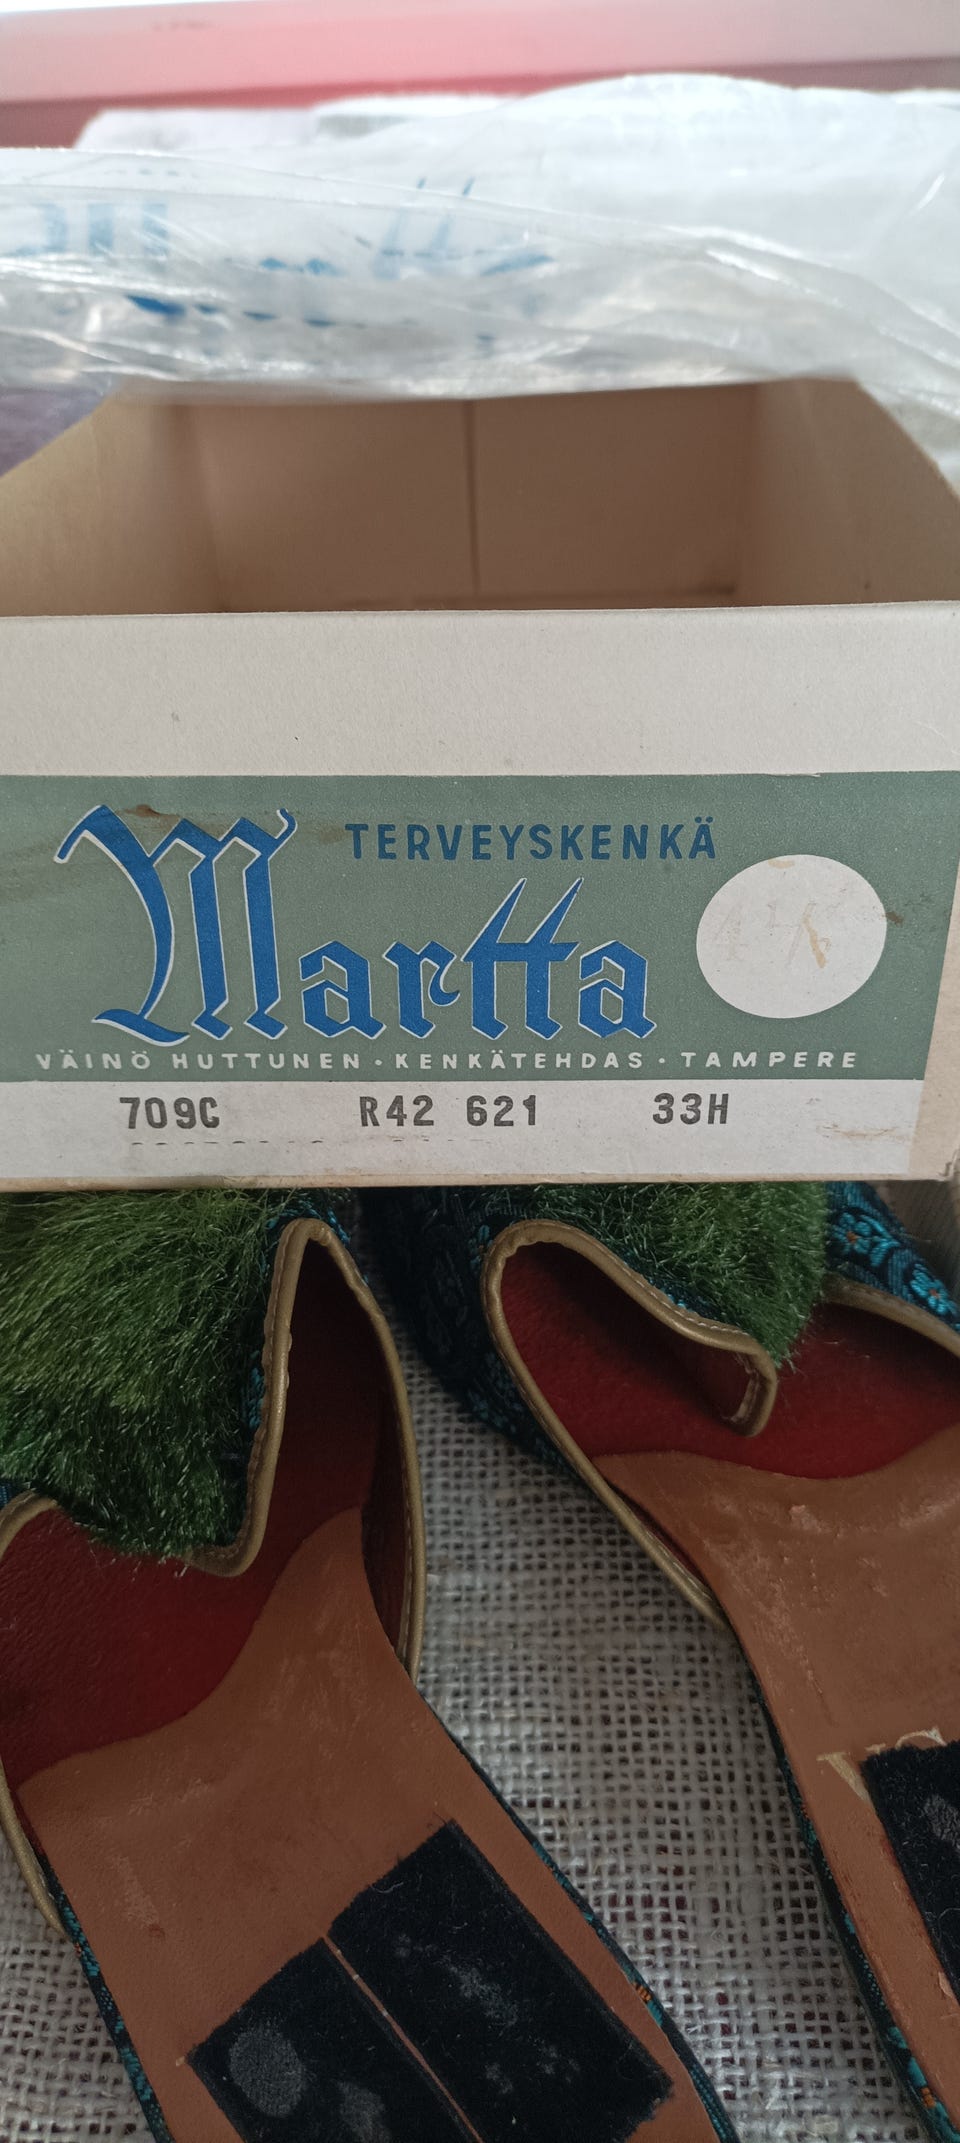 TERVEYSKENKÄ
Martta
VÄINÖ HUTTUNEN · KENKÄTEHDAS · TAMPERE
709C R42 621 33H